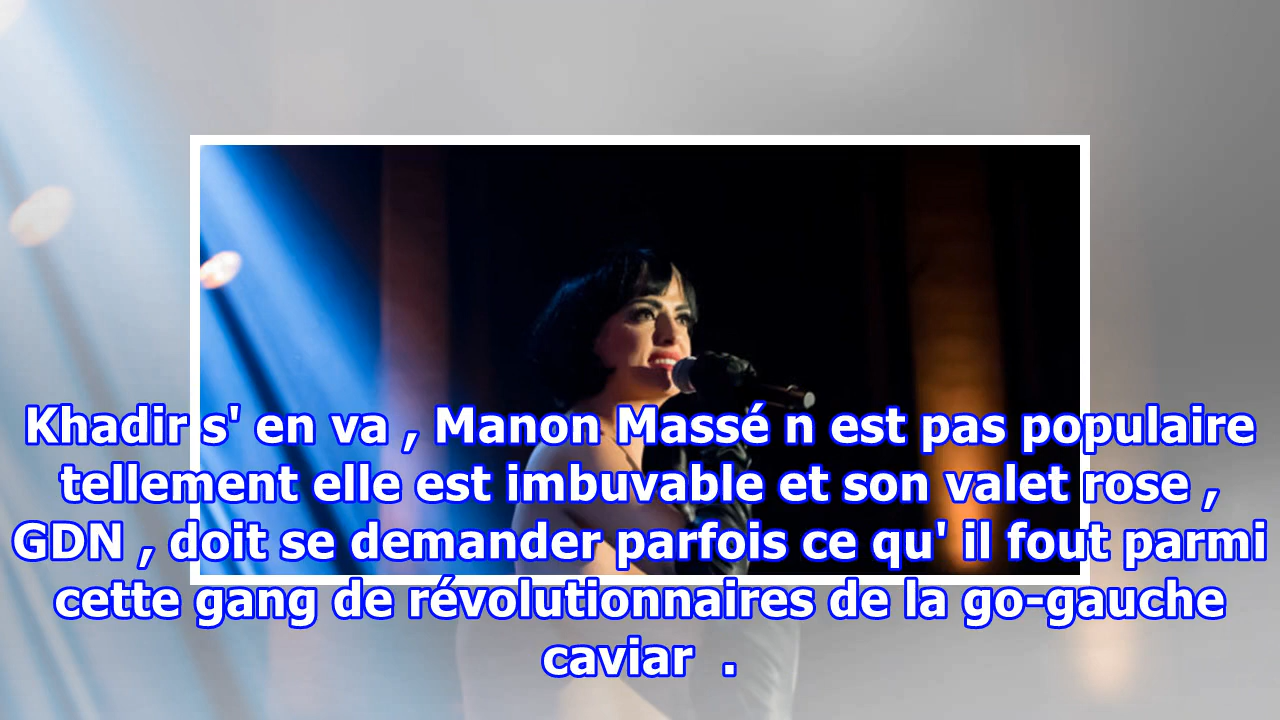 Khadir s' en va , Manon Massé n est pas populaire
tellement elle est imbuvable et son valet rose ,
GDN , doit se demander parfois ce qu' il fout parmi
cette gang de révolutionnaires de la go-gauche
caviar .